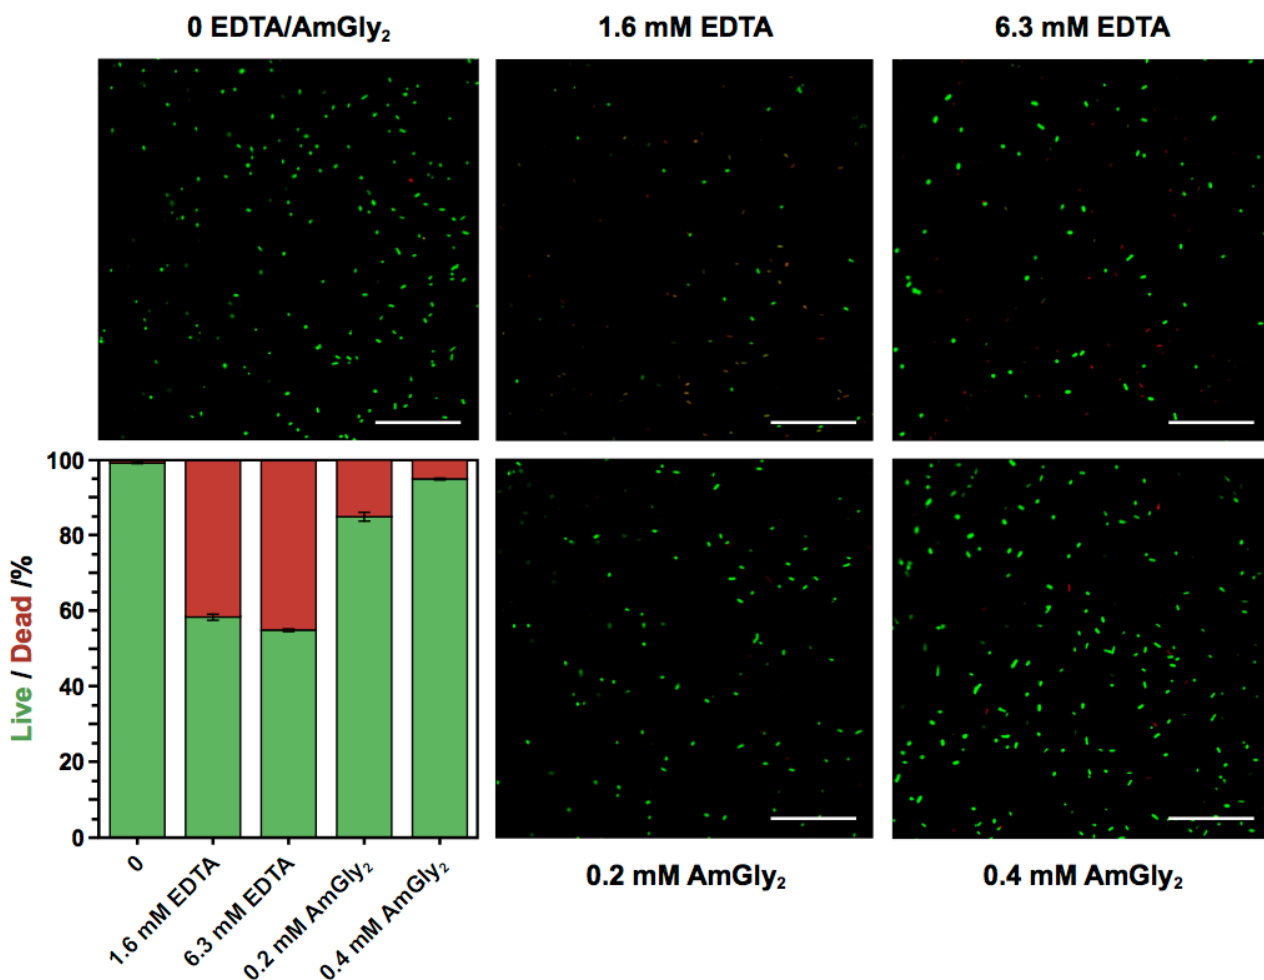 0 EDTA/AmGly₂
1.6 mM EDTA
6.3 mM EDTA
Live / Dead /%
100
80
60
40
20
0
0
1.6 mM EDTA
6.3 mM EDTA
0.2 mM AmGly₂
0.4 mM AmGly₂
0.2 mM AmGly₂
0.4 mM AmGly₂